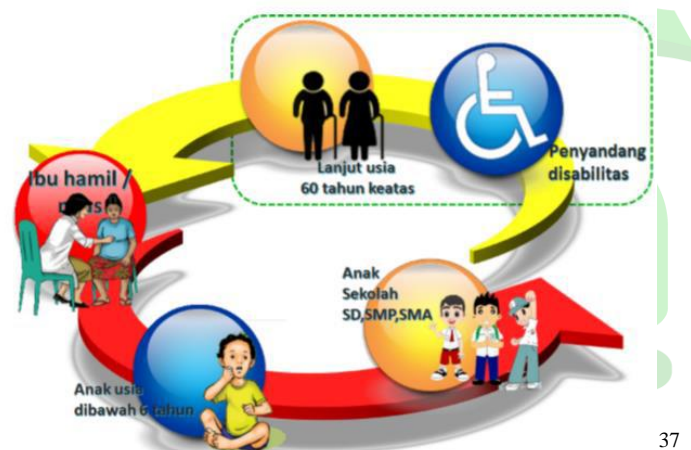 Lanjut usia
60 tahun keatas
Penyandang
disabilitas
Ibu hamil /
Anak
Sekolah
SD,SMP,SMA
Anak usia
dibawah 6 tahun
37